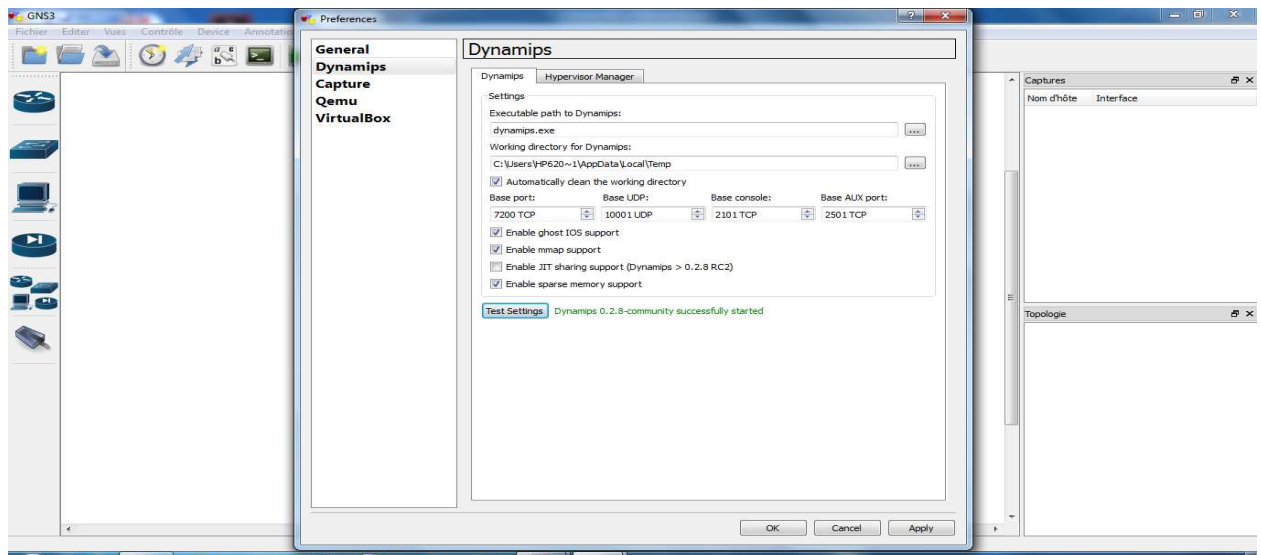 GNS3
Fichier Editer Vues Contrôle Device Annotatio
Preferences
General
Dynamips
Capture
Qemu
VirtualBox
Dynamips
Dynamips Hypervisor Manager
Settings
Executable path to Dynamips:
dynamips.exe
Working directory for Dynamips:
C:\Users\HP620~1\AppData\Local\Temp
Automatically clean the working directory
Base port: Base UDP: Base console: Base AUX port:
7200 TCP 10001 UDP 2101 TCP 2501 TCP
Enable ghost IOS support
Enable mmap support
Enable JIT sharing support (Dynamips > 0.2.8 RC2)
Enable sparse memory support
Test Settings Dynamips 0.2.8-community successfully started
OK Cancel Apply
Captures
Nom d'hôte Interface
Topologie